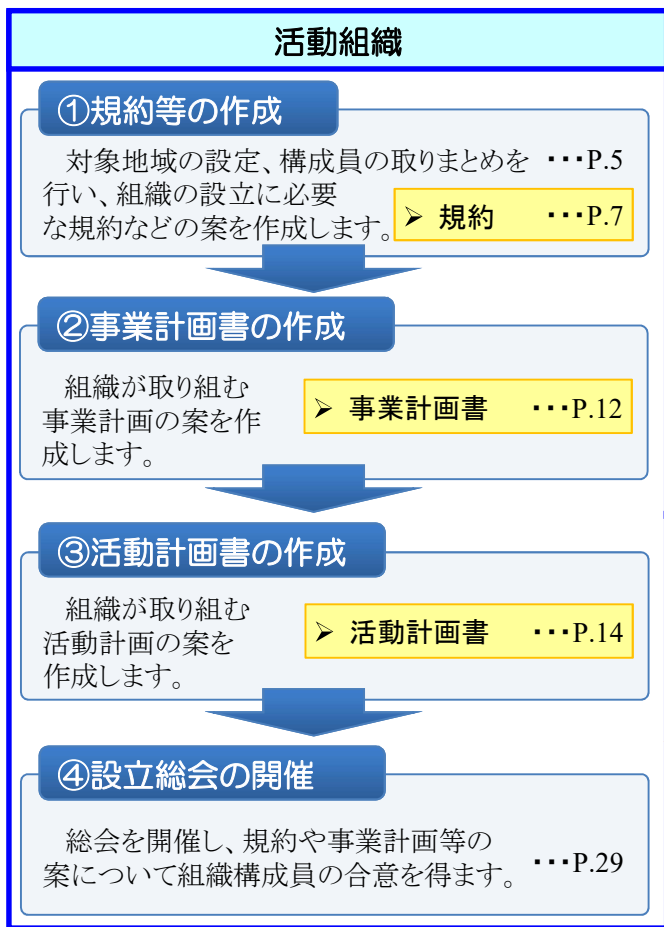 活動組織
①規約等の作成
対象地域の設定、構成員の取りまとめを ・・・P.5
行い、組織の設立に必要
な規約などの案を作成します。
➢ 規約 ・・・P.7
②事業計画書の作成
組織が取り組む
事業計画の案を作
成します。
➢ 事業計画書 ・・・P.12
③活動計画書の作成
組織が取り組む
活動計画の案を
作成します。
➢ 活動計画書 ・・・P.14
④設立総会の開催
総会を開催し、規約や事業計画等の
案について組織構成員の合意を得ます。 ・・・P.29